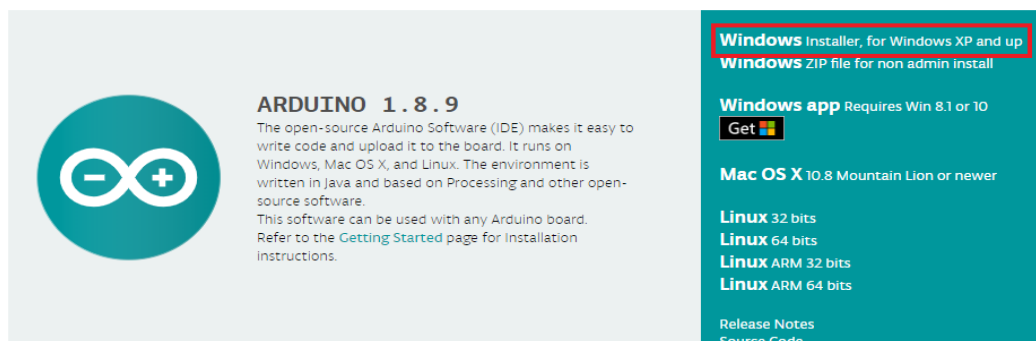 ARDUINO 1.8.9
The open-source Arduino Software (IDE) makes it easy to
write code and upload it to the board. It runs on
Windows, Mac OS X, and Linux. The environment is
written in Java and based on Processing and other open-
source software.
This software can be used with any Arduino board.
Refer to the Getting Started page for Installation
instructions.
Windows Installer, for Windows XP and up
Windows ZIP file for non admin install
Windows app Requires Win 8.1 or 10
Get
Mac OS X 10.8 Mountain Lion or newer
Linux 32 bits
Linux 64 bits
Linux ARM 32 bits
Linux ARM 64 bits
Release Notes
Source Code